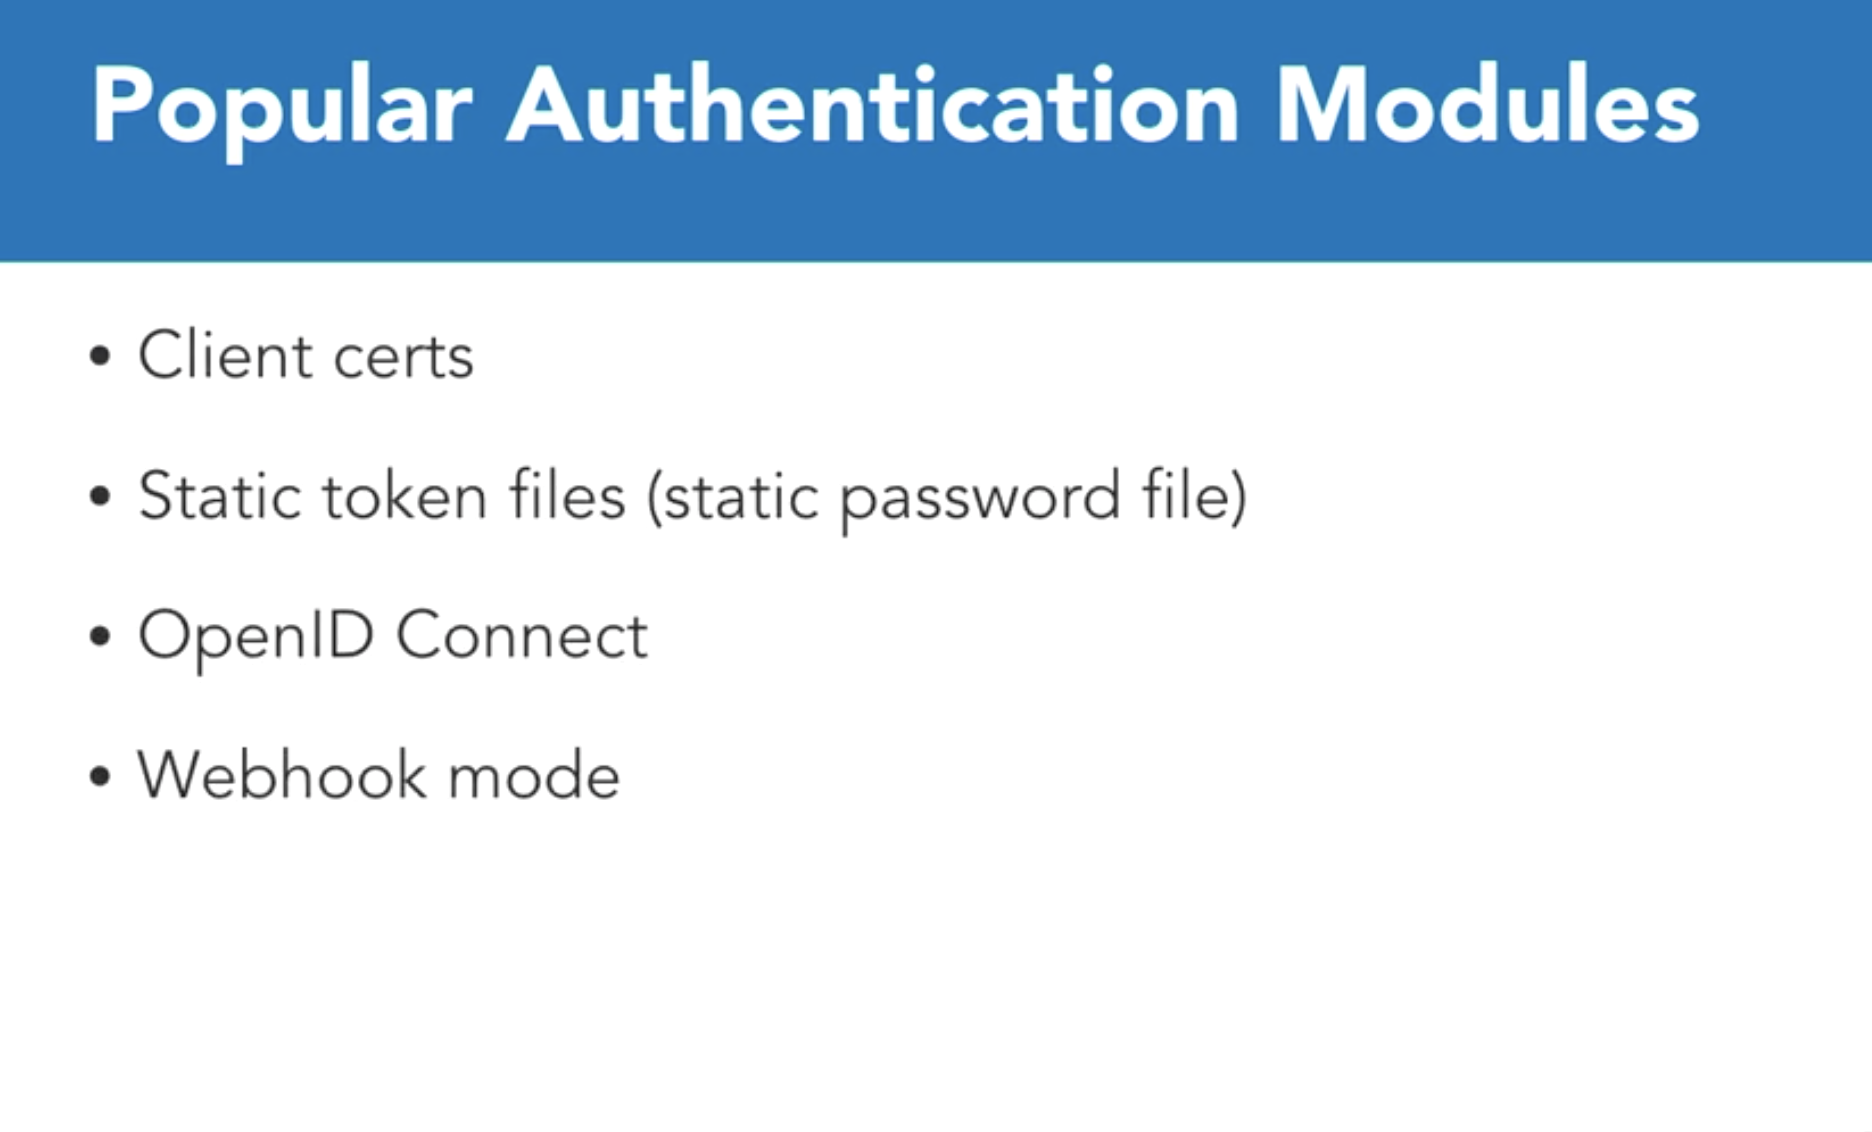 Popular Authentication Modules
• Client certs
• Static token files (static password file)
• OpenID Connect
• Webhook mode